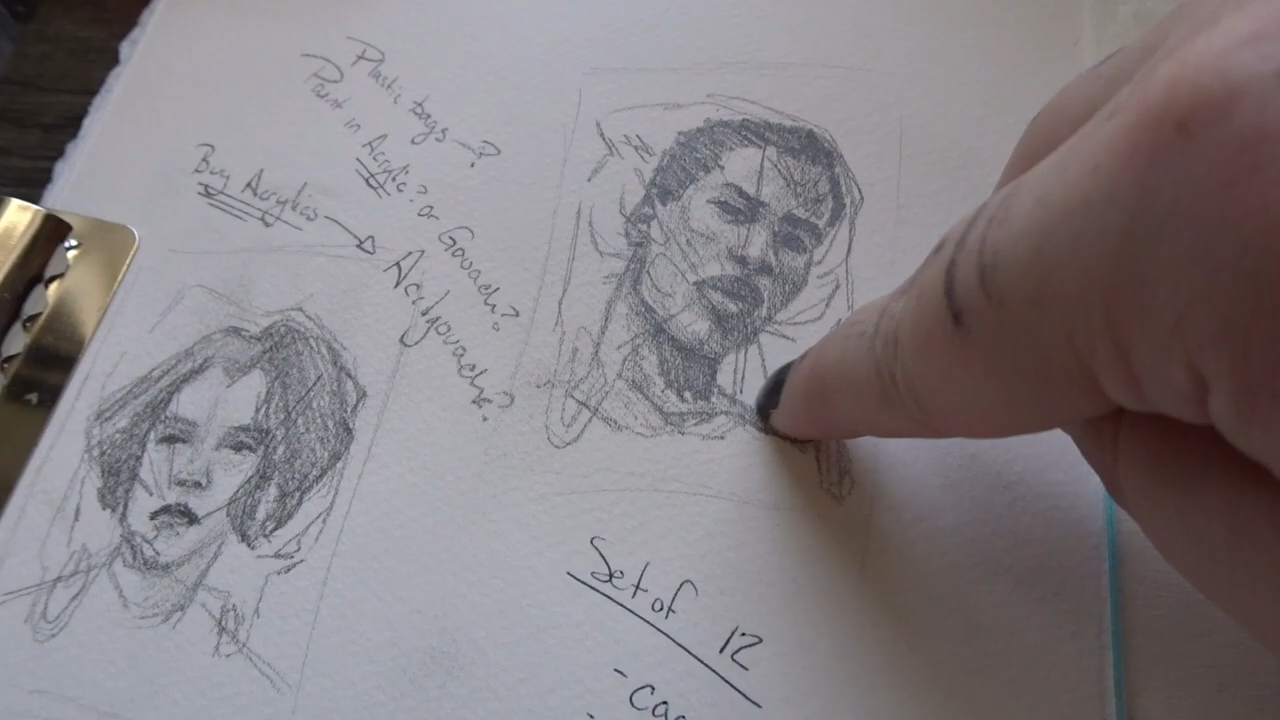 Plastic bags →?
Paint in Acrylic? or Gouache?
Buy Acrylics → Acrylgouache?
Set of 12
-